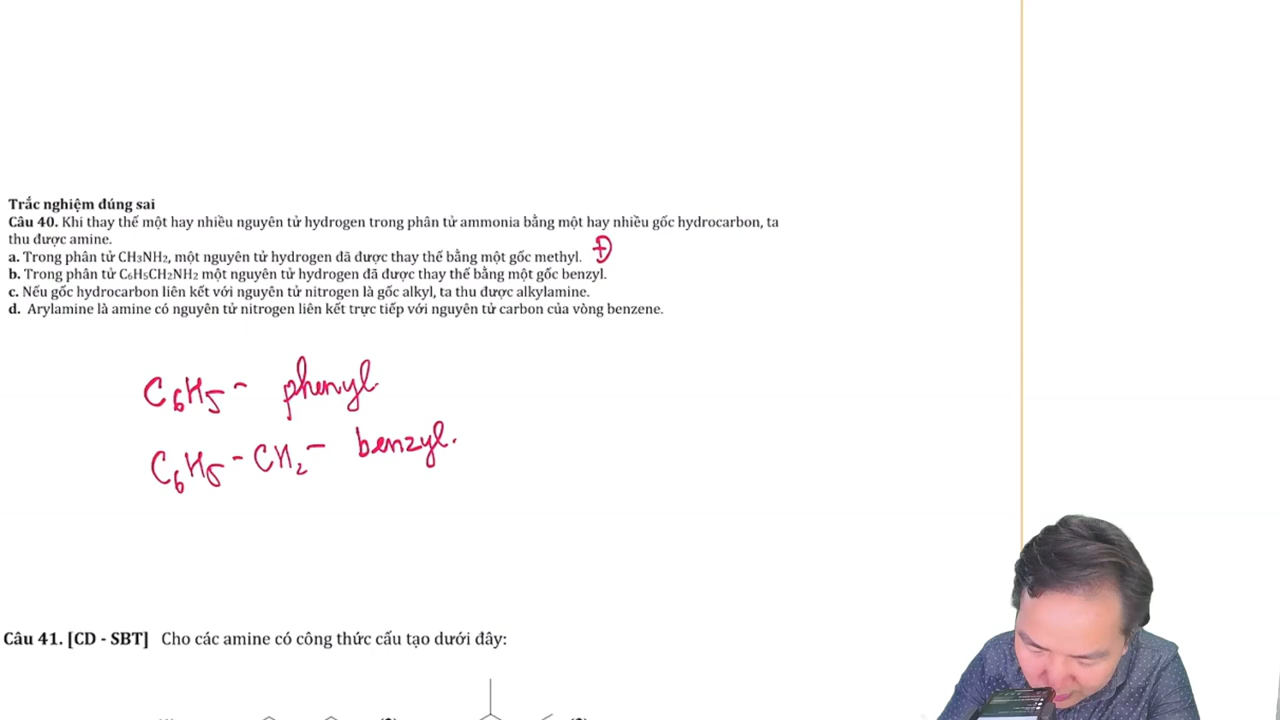 Trắc nghiệm đúng sai
Câu 40. Khi thay thế một hay nhiều nguyên tử hydrogen trong phân tử ammonia bằng một hay nhiều gốc hydrocarbon, ta
thu được amine.
a. Trong phân tử CH₃NH₂, một nguyên tử hydrogen đã được thay thế bằng một gốc methyl. Đ
b. Trong phân tử C₆H₅CH₂NH₂ một nguyên tử hydrogen đã được thay thế bằng một gốc benzyl.
c. Nếu gốc hydrocarbon liên kết với nguyên tử nitrogen là gốc alkyl, ta thu được alkylamine.
d. Arylamine là amine có nguyên tử nitrogen liên kết trực tiếp với nguyên tử carbon của vòng benzene.
C₆H₅- phenyl
C₆H₅-CH₂- benzyl.
Câu 41. [CD - SBT] Cho các amine có công thức cấu tạo dưới đây: